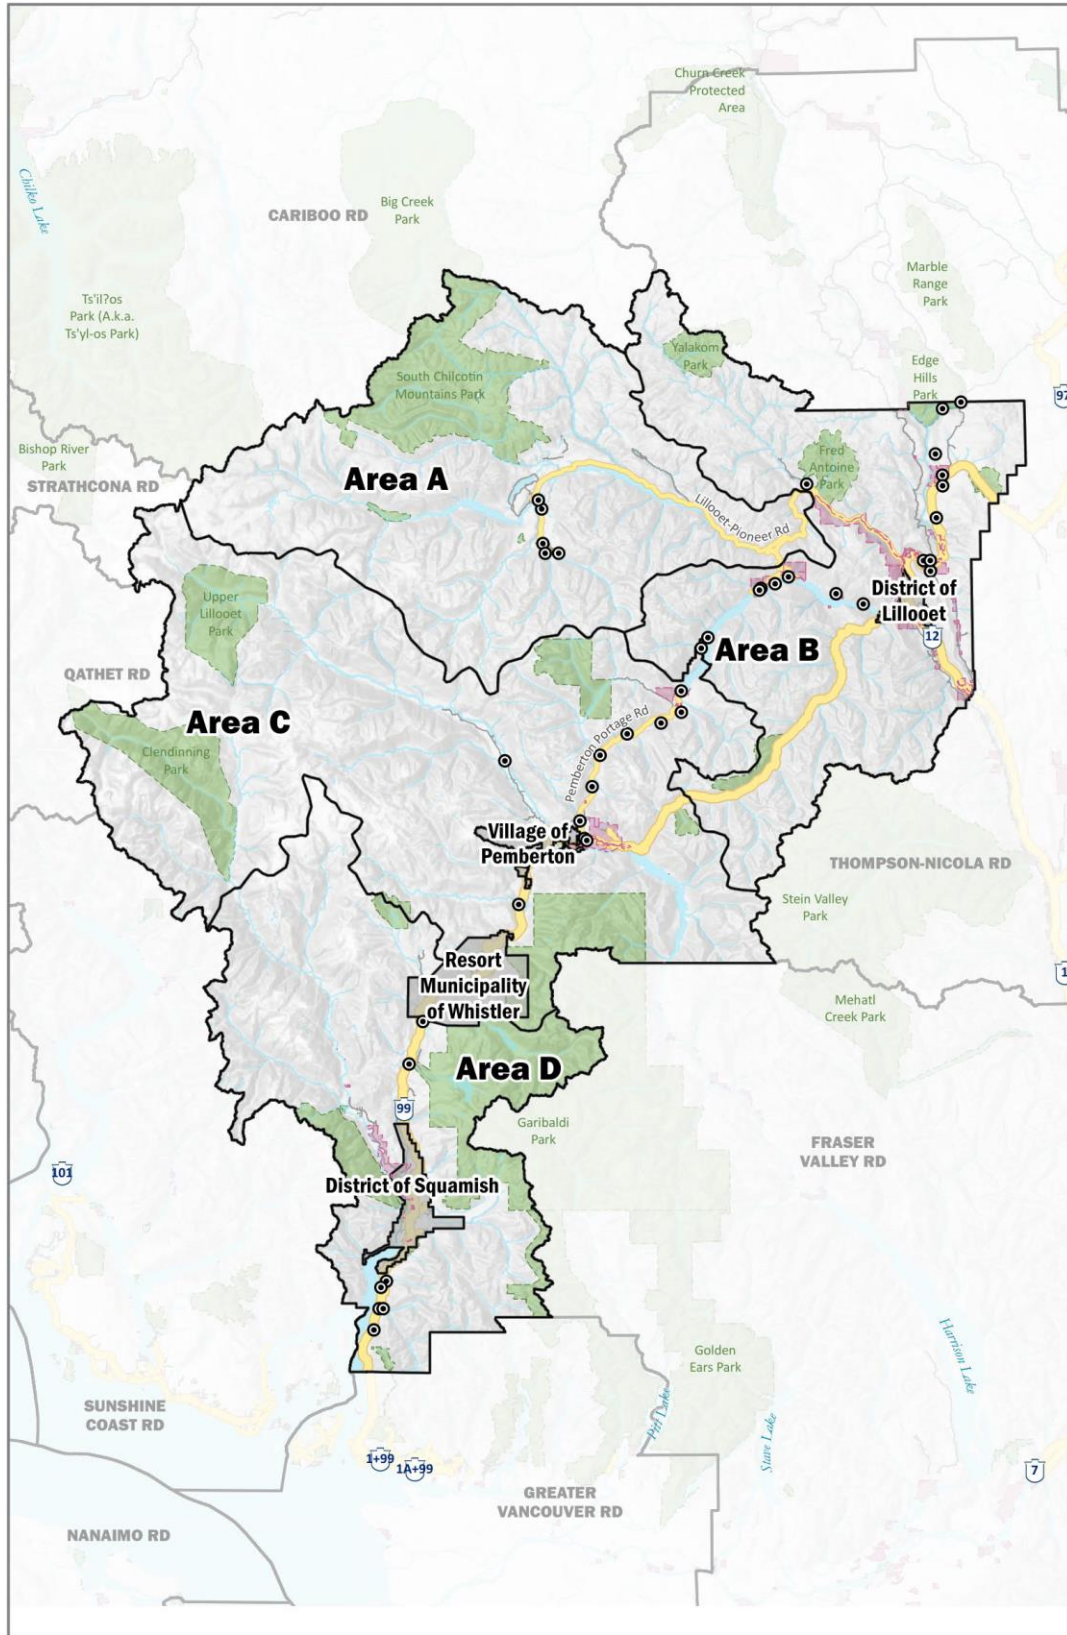 Churn Creek
Protected
Area
Chilko Lake
Big Creek
Park
CARIBOO RD
Marble
Range
Park
Ts'il?os
Park (A.k.a.
Ts'yl-os Park)
Yalakom
Park
Edge
Hills
Park
97
South Chilcotin
Mountains Park
Bishop River
Park
STRATHCONA RD
Area A
Fred
Antoine
Park
Lillooet-Pioneer Rd
District of
Lillooet
Upper
Lillooet
Park
12
Area B
QATHET RD
Area C
Clendinning
Park
Pemberton Portage Rd
Village of
Pemberton
THOMPSON-NICOLA RD
Stein Valley
Park
Resort
Municipality
of Whistler
1
Mehatl
Creek Park
Area D
99
Garibaldi
Park
FRASER
VALLEY RD
101
District of Squamish
Golden
Ears Park
Harrison Lake
SUNSHINE
COAST RD
Pitt Lake
Stave Lake
1+99
1A+99
7
GREATER
VANCOUVER RD
NANAIMO RD